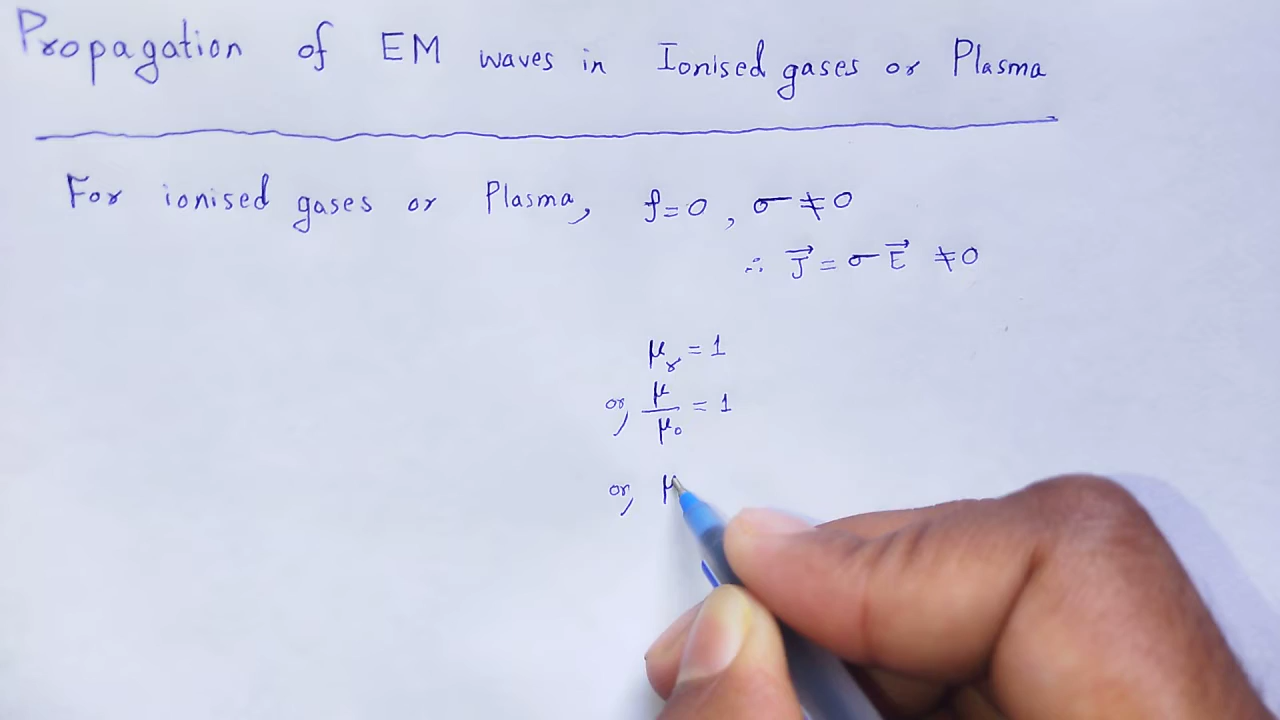 Propagation of EM waves in Ionised gases or Plasma
For ionised gases or Plasma, ρ=0, σ≠0
∴ J⃗ = σE⃗ ≠0
μᵣ = 1
or, μ/μ₀ = 1
or, μ